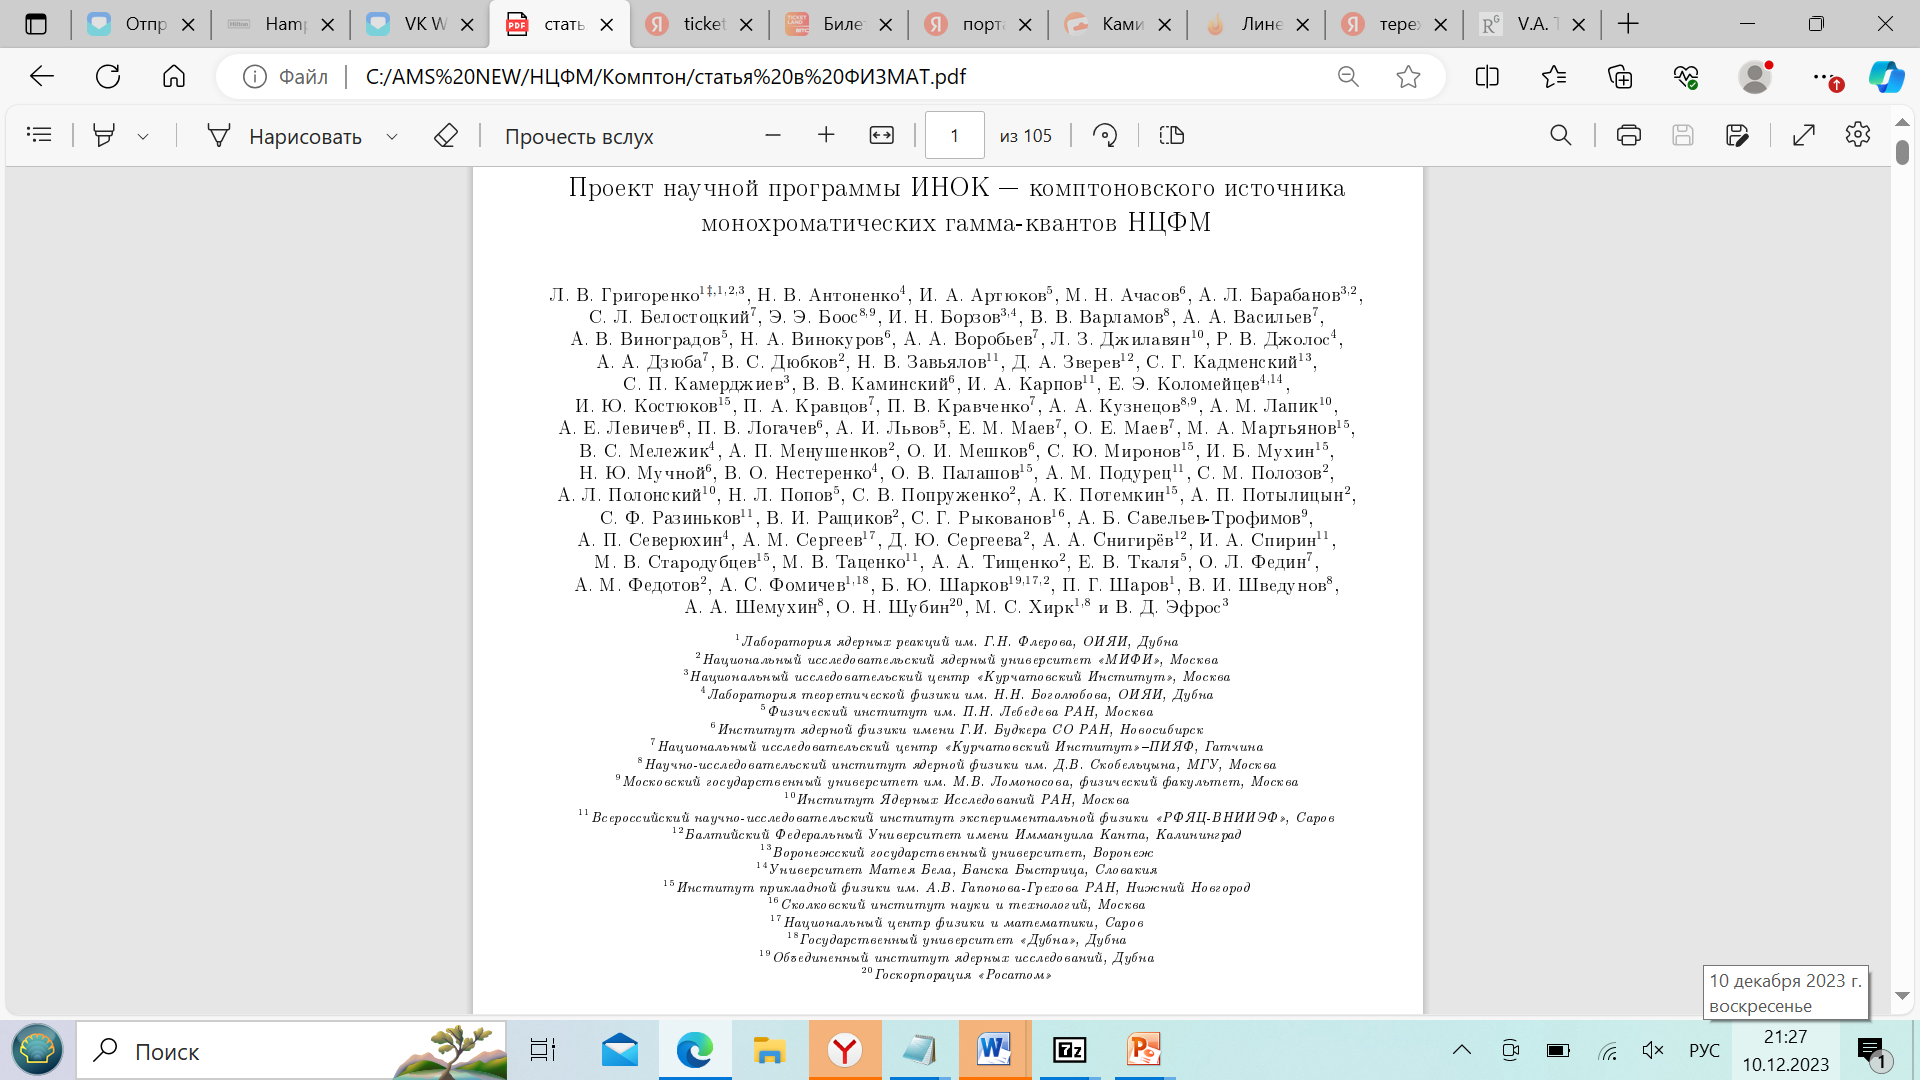 Отпр
Hamp
VK W
стать
ticket
Биле
порта
Ками
Лине
терех
V.A. T
Файл
C:/AMS%20NEW/НЦФМ/Комптон/статья%20в%20ФИЗМАТ.pdf
Нарисовать
Прочесть вслух
1
из 105
Проект научной программы ИНОК — комптоновского источника
монохроматических гамма-квантов НЦФМ
Л. В. Григоренко¹‡,¹,²,³, Н. В. Антоненко⁴, И. А. Артюков⁵, М. Н. Ачасов⁶, А. Л. Барабанов³,²,
С. Л. Белостоцкий⁷, Э. Э. Боос⁸,⁹, И. Н. Борзов³,⁴, В. В. Варламов⁸, А. А. Васильев⁷,
А. В. Виноградов⁵, Н. А. Винокуров⁶, А. А. Воробьев⁷, Л. З. Джилавян¹⁰, Р. В. Джолос⁴,
А. А. Дзюба⁷, В. С. Дюбков², Н. В. Завьялов¹¹, Д. А. Зверев¹², С. Г. Кадменский¹³,
С. П. Камерджиев³, В. В. Каминский⁶, И. А. Карпов¹¹, Е. Э. Коломейцев⁴,¹⁴,
И. Ю. Костюков¹⁵, П. А. Кравцов⁷, П. В. Кравченко⁷, А. А. Кузнецов⁸,⁹, А. М. Лапик¹⁰,
А. Е. Левичев⁶, П. В. Логачев⁶, А. И. Львов⁵, Е. М. Маев⁷, О. Е. Маев⁷, М. А. Мартьянов¹⁵,
В. С. Мележик⁴, А. П. Менушенков², О. И. Мешков⁶, С. Ю. Миронов¹⁵, И. Б. Мухин¹⁵,
Н. Ю. Мучной⁶, В. О. Нестеренко⁴, О. В. Палашов¹⁵, А. М. Подурец¹¹, С. М. Полозов²,
А. Л. Полонский¹⁰, Н. Л. Попов⁵, С. В. Попруженко², А. К. Потемкин¹⁵, А. П. Потылицын²,
С. Ф. Разиньков¹¹, В. И. Ращиков², С. Г. Рыкованов¹⁶, А. Б. Савельев-Трофимов⁹,
А. П. Северюхин⁴, А. М. Сергеев¹⁷, Д. Ю. Сергеева², А. А. Снигирёв¹², И. А. Спирин¹¹,
М. В. Стародубцев¹⁵, М. В. Таценко¹¹, А. А. Тищенко², Е. В. Ткаля⁵, О. Л. Федин⁷,
А. М. Федотов², А. С. Фомичев¹,¹⁸, Б. Ю. Шарков¹⁹,¹⁷,², П. Г. Шаров¹, В. И. Шведунов⁸,
А. А. Шемухин⁸, О. Н. Шубин²⁰, М. С. Хирк¹,⁸ и В. Д. Эфрос³
¹Лаборатория ядерных реакций им. Г.Н. Флерова, ОИЯИ, Дубна
²Национальный исследовательский ядерный университет «МИФИ», Москва
³Национальный исследовательский центр «Курчатовский Институт», Москва
⁴Лаборатория теоретической физики им. Н.Н. Боголюбова, ОИЯИ, Дубна
⁵Физический институт им. П.Н. Лебедева РАН, Москва
⁶Институт ядерной физики имени Г.И. Будкера СО РАН, Новосибирск
⁷Национальный исследовательский центр «Курчатовский Институт»–ПИЯФ, Гатчина
⁸Научно-исследовательский институт ядерной физики им. Д.В. Скобельцына, МГУ, Москва
⁹Московский государственный университет им. М.В. Ломоносова, физический факультет, Москва
¹⁰Институт Ядерных Исследований РАН, Москва
¹¹Всероссийский научно-исследовательский институт экспериментальной физики «РФЯЦ-ВНИИЭФ», Саров
¹²Балтийский Федеральный Университет имени Иммануила Канта, Калининград
¹³Воронежский государственный университет, Воронеж
¹⁴Университет Матея Бела, Банска Быстрица, Словакия
¹⁵Институт прикладной физики им. А.В. Гапонова-Грехова РАН, Нижний Новгород
¹⁶Сколковский институт науки и технологий, Москва
¹⁷Национальный центр физики и математики, Саров
¹⁸Государственный университет «Дубна», Дубна
¹⁹Объединенный институт ядерных исследований, Дубна
²⁰Госкорпорация «Росатом»
10 декабря 2023 г.
воскресенье
Поиск
РУС
21:27
10.12.2023
1